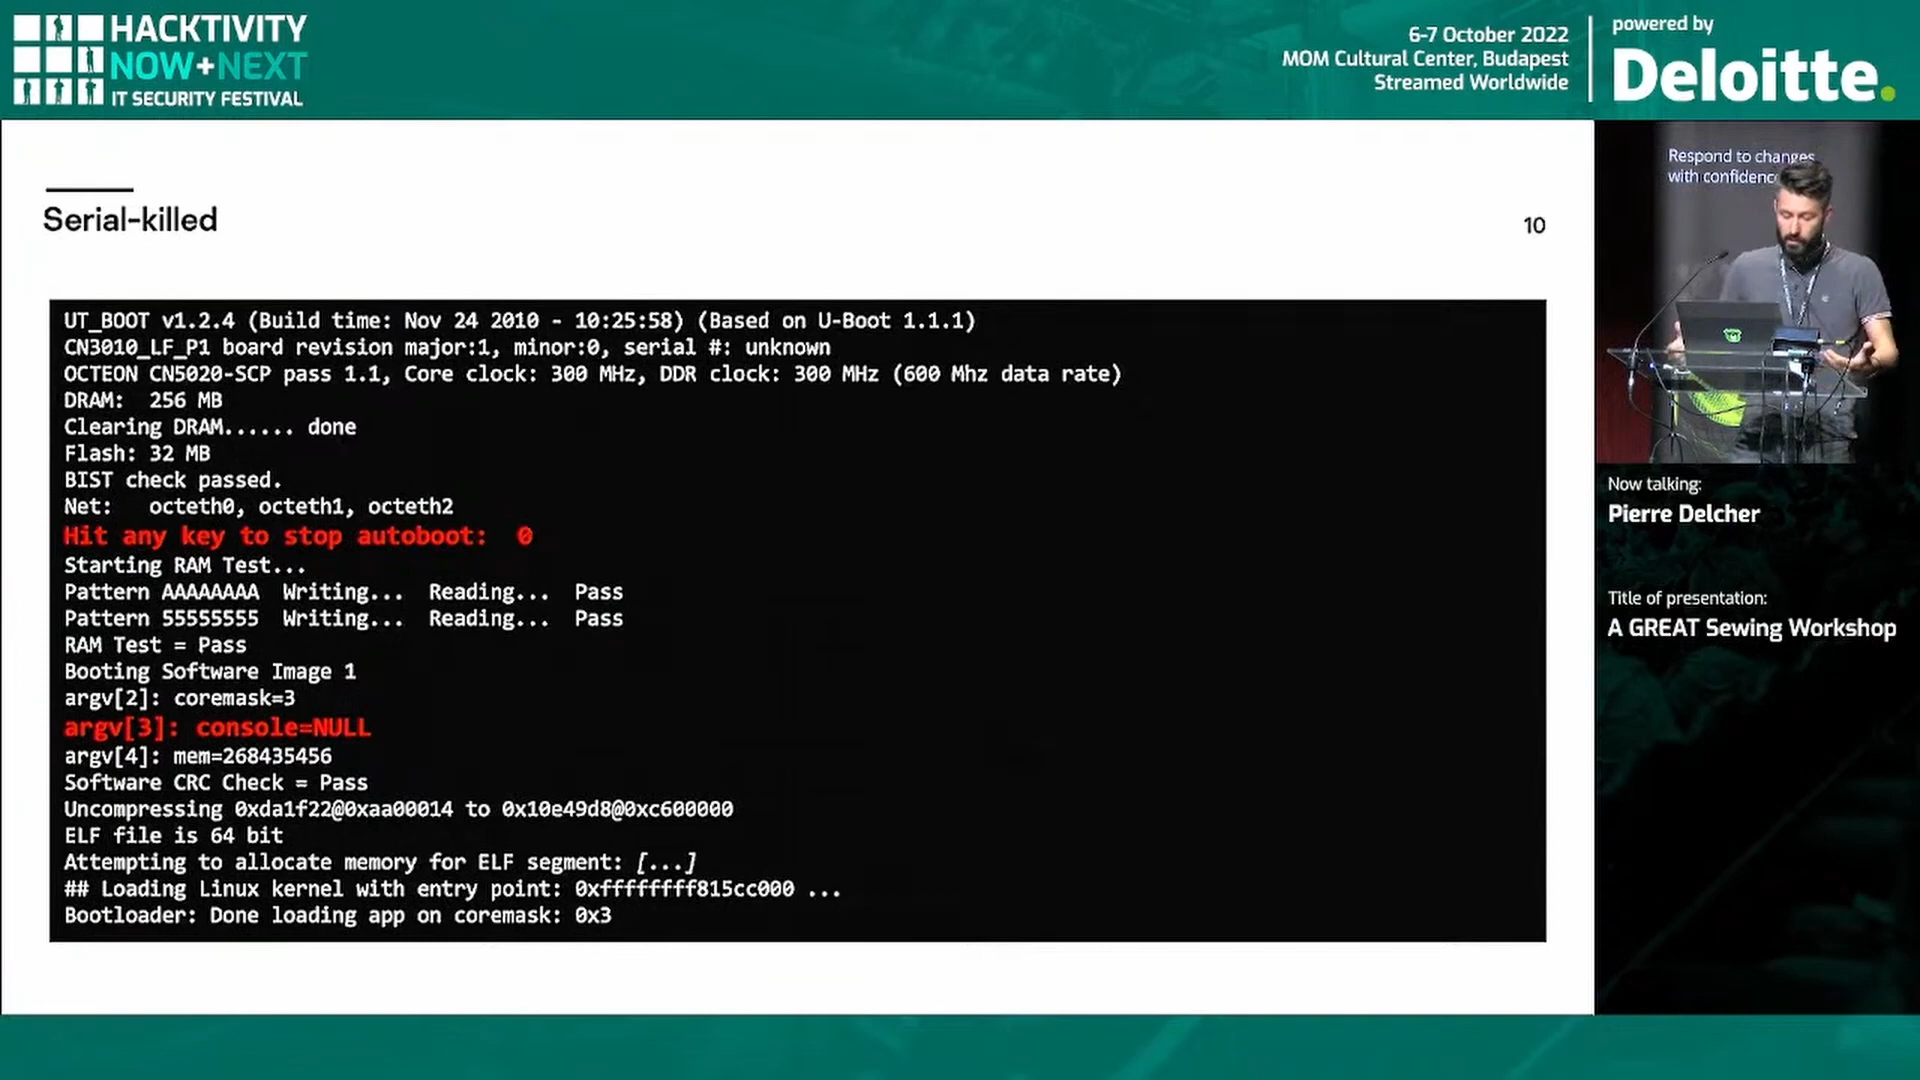 HACKTIVITY
NOW+NEXT
IT SECURITY FESTIVAL
6-7 October 2022
MOM Cultural Center, Budapest
Streamed Worldwide
powered by
Deloitte.
Serial-killed
10
UT_BOOT v1.2.4 (Build time: Nov 24 2010 - 10:25:58) (Based on U-Boot 1.1.1)
CN3010_LF_P1 board revision major:1, minor:0, serial #: unknown
OCTEON CN5020-SCP pass 1.1, Core clock: 300 MHz, DDR clock: 300 MHz (600 Mhz data rate)
DRAM:  256 MB
Clearing DRAM...... done
Flash: 32 MB
BIST check passed.
Net:   octeth0, octeth1, octeth2
Hit any key to stop autoboot:  0
Starting RAM Test...
Pattern AAAAAAAA  Writing...  Reading...  Pass
Pattern 55555555  Writing...  Reading...  Pass
RAM Test = Pass
Booting Software Image 1
argv[2]: coremask=3
argv[3]: console=NULL
argv[4]: mem=268435456
Software CRC Check = Pass
Uncompressing 0xda1f22@0xaa00014 to 0x10e49d8@0xc600000
ELF file is 64 bit
Attempting to allocate memory for ELF segment: [...]
## Loading Linux kernel with entry point: 0xffffffff815cc000 ...
Bootloader: Done loading app on coremask: 0x3
Respond to changes
with confidenc
Now talking:
Pierre Delcher
Title of presentation:
A GREAT Sewing Workshop